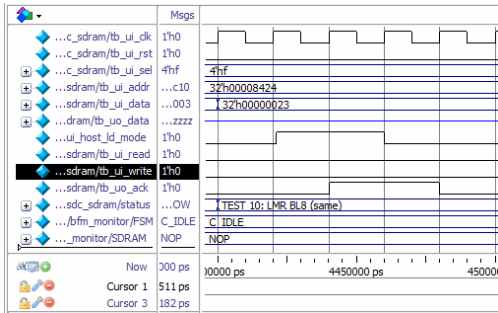 Msgs
...c_sdram/tb_ui_clk 1'h0
...c_sdram/tb_ui_rst 1'h0
...c_sdram/tb_ui_sel 4'hf 4'hf
...sdram/tb_ui_addr ...c10 32'h00008424
...sdram/tb_ui_data ...003 32'h00000023
...dram/tb_uo_data ...zzzz
...ui_host_ld_mode 1'h0
...sdram/tb_ui_read 1'h0
...sdram/tb_ui_write 1'h0
...sdram/tb_uo_ack 1'h0
...sdc_sdram/status ...OW TEST 10: LMR BL8 (same)
.../bfm_monitor/FSM C_IDLE C_IDLE
..._monitor/SDRAM NOP NOP
Now 000 ps 00000 ps 4450000 ps 45000
Cursor 1 511 ps
Cursor 3 182 ps